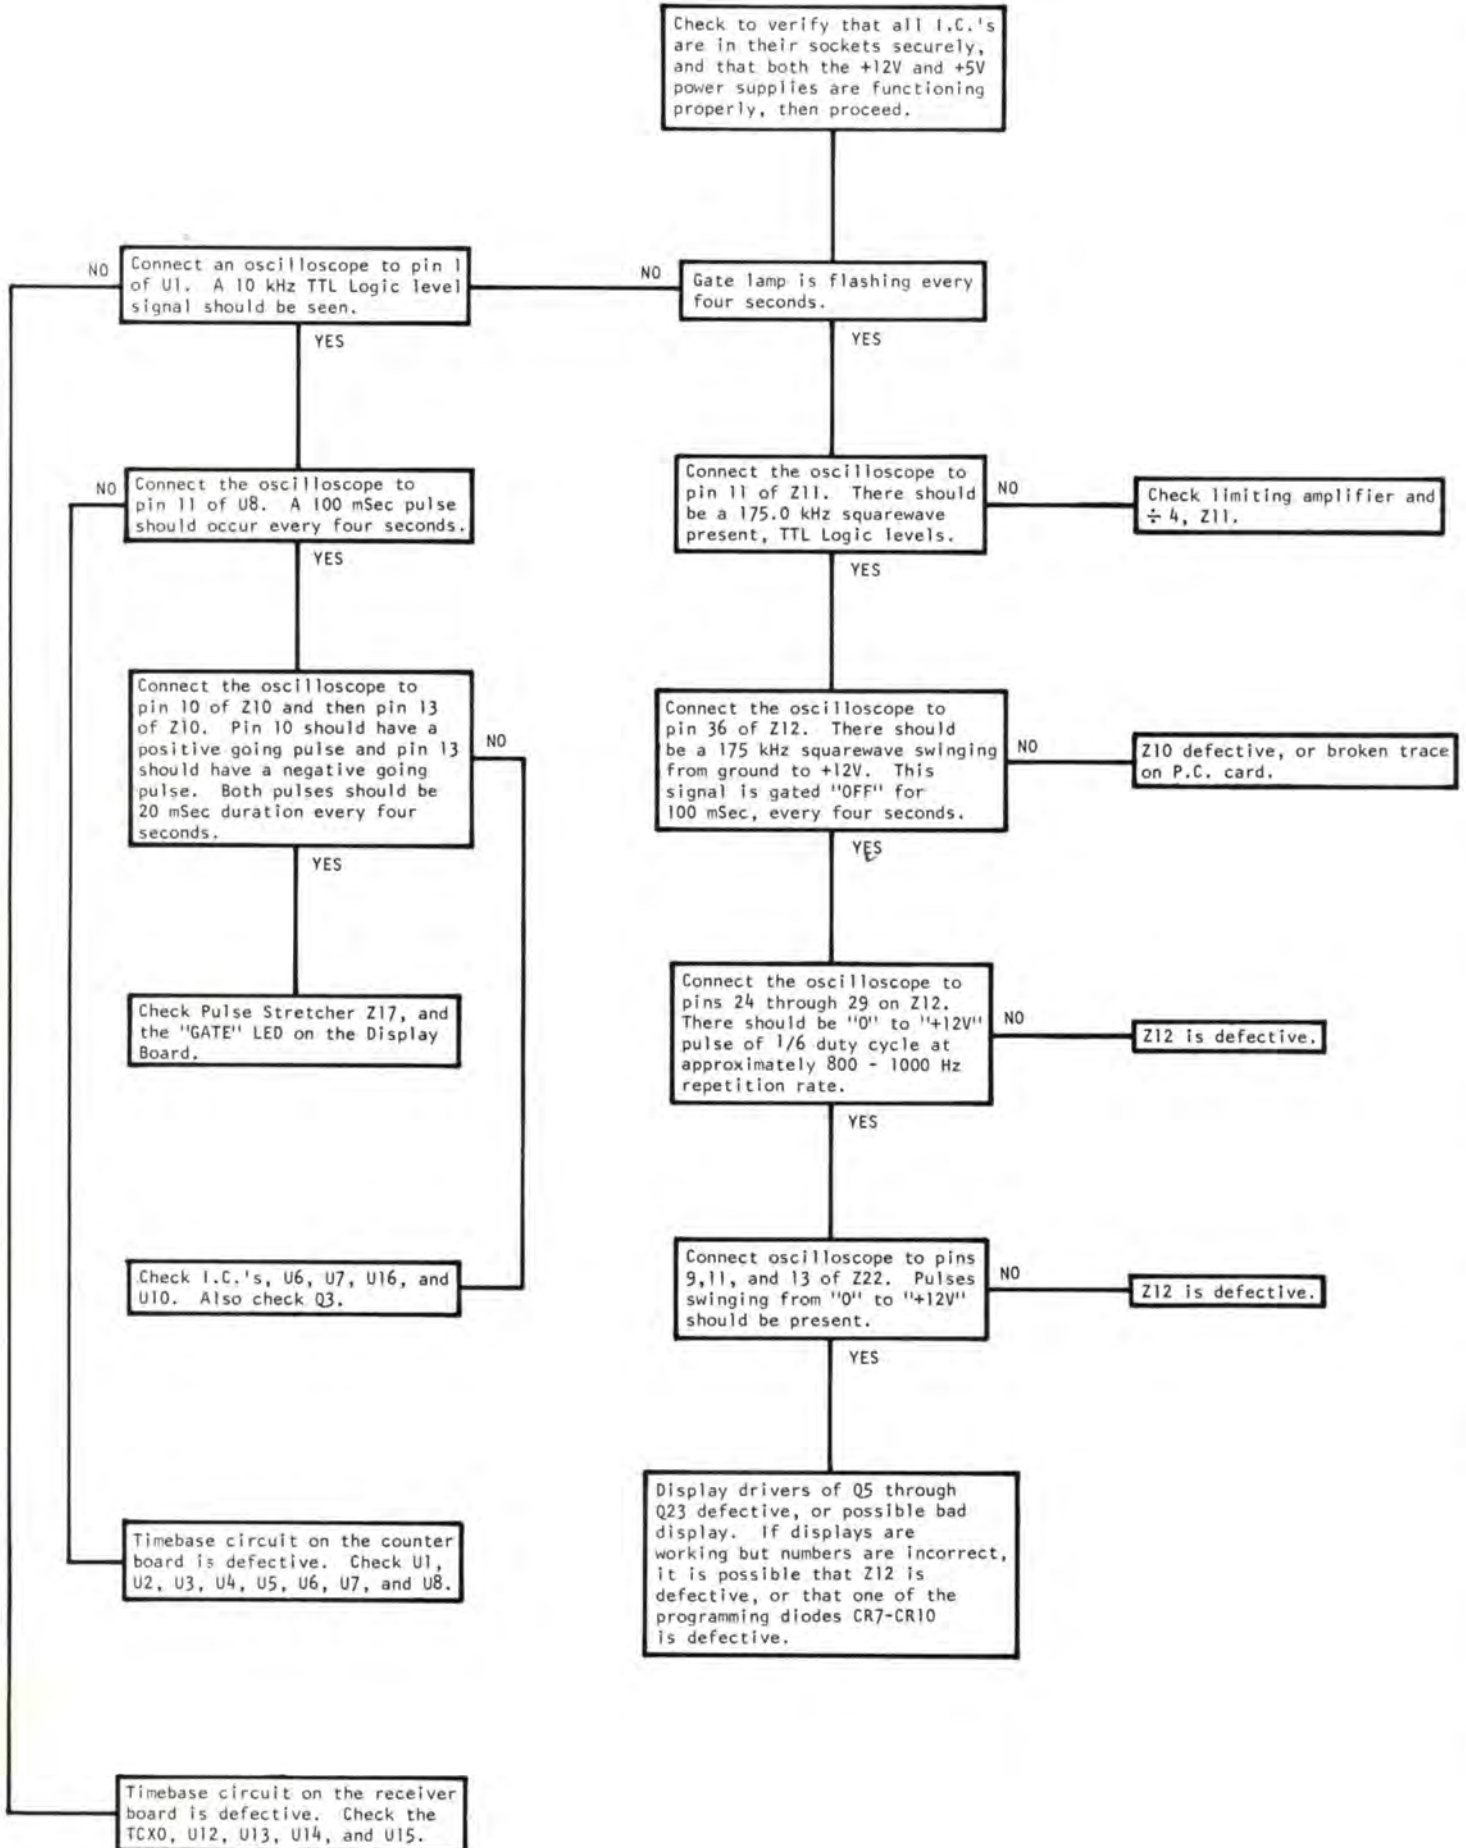 Check to verify that all I.C.'s
are in their sockets securely,
and that both the +12V and +5V
power supplies are functioning
properly, then proceed.
NO
Connect an oscilloscope to pin 1
of U1. A 10 kHz TTL Logic level
signal should be seen.
YES
NO
Gate lamp is flashing every
four seconds.
YES
NO
Connect the oscilloscope to
pin 11 of U8. A 100 mSec pulse
should occur every four seconds.
YES
Connect the oscilloscope to
pin 11 of Z11. There should
be a 175.0 kHz squarewave
present, TTL Logic levels.
YES
NO
Check limiting amplifier and
÷ 4, Z11.
Connect the oscilloscope to
pin 10 of Z10 and then pin 13
of Z10. Pin 10 should have a
positive going pulse and pin 13
should have a negative going
pulse. Both pulses should be
20 mSec duration every four
seconds.
NO
YES
Connect the oscilloscope to
pin 36 of Z12. There should
be a 175 kHz squarewave swinging
from ground to +12V. This
signal is gated "OFF" for
100 mSec, every four seconds.
YES
NO
Z10 defective, or broken trace
on P.C. card.
Check Pulse Stretcher Z17, and
the "GATE" LED on the Display
Board.
Connect the oscilloscope to
pins 24 through 29 on Z12.
There should be "0" to "+12V"
pulse of 1/6 duty cycle at
approximately 800 - 1000 Hz
repetition rate.
YES
NO
Z12 is defective.
Check I.C.'s, U6, U7, U16, and
U10. Also check Q3.
Connect oscilloscope to pins
9,11, and 13 of Z22. Pulses
swinging from "0" to "+12V"
should be present.
YES
NO
Z12 is defective.
Timebase circuit on the counter
board is defective. Check U1,
U2, U3, U4, U5, U6, U7, and U8.
Display drivers of Q5 through
Q23 defective, or possible bad
display. If displays are
working but numbers are incorrect,
it is possible that Z12 is
defective, or that one of the
programming diodes CR7-CR10
is defective.
Timebase circuit on the receiver
board is defective. Check the
TCXO, U12, U13, U14, and U15.